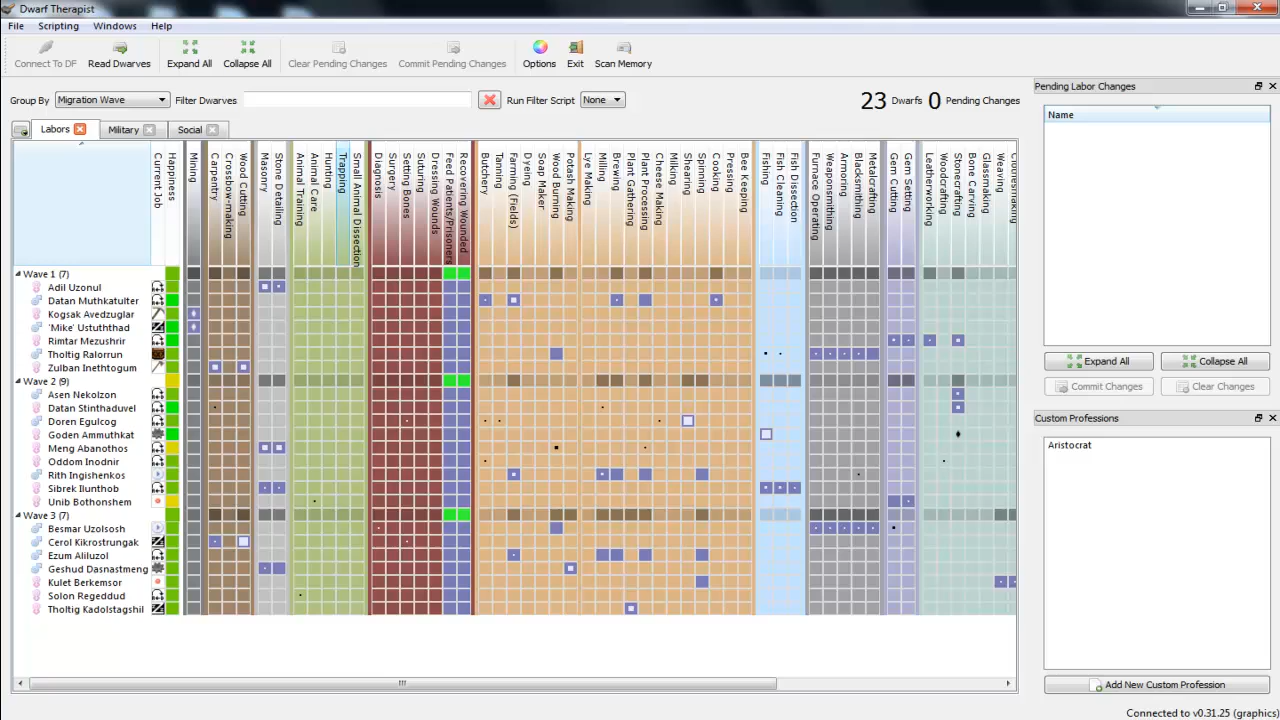 Dwarf Therapist
File Scripting Windows Help
Connect To DF Read Dwarves Expand All Collapse All Clear Pending Changes Commit Pending Changes Options Exit Scan Memory
Group By Migration Wave Filter Dwarves Run Filter Script None 23 Dwarfs 0 Pending Changes
Labors Military Social
Current Job
Happiness
Mining
Carpentry
Crossbow-making
Wood Cutting
Masonry
Stone Detailing
Animal Training
Animal Care
Hunting
Trapping
Small Animal Dissection
Diagnosis
Surgery
Setting Bones
Suturing
Dressing Wounds
Feed Patients/Prisoners
Recovering Wounded
Butchery
Tanning
Farming (Fields)
Dyeing
Soap Maker
Wood Burning
Potash Making
Lye Making
Milling
Brewing
Plant Gathering
Plant Processing
Cheese Making
Milking
Shearing
Spinning
Cooking
Pressing
Bee Keeping
Fishing
Fish Cleaning
Fish Dissection
Furnace Operating
Weaponsmithing
Armoring
Blacksmithing
Metalcrafting
Gem Cutting
Gem Setting
Leatherworking
Woodcrafting
Stonecrafting
Bone Carving
Glassmaking
Weaving
Wave 1 (7)
Adil Uzonul
Datan Muthkatulter
Kogsak Avedzuglar
'Mike' Ustuththad
Rimtar Mezushrir
Tholtig Ralorrun
Zulban Inethtogum
Wave 2 (9)
Asen Nekolzon
Datan Stinthaduvel
Doren Egulcog
Goden Ammuthkat
Meng Abanothos
Oddom Inodnir
Rith Ingishenkos
Sibrek Bunthob
Unib Bothonshem
Wave 3 (7)
Besmar Uzolsosh
Cerol Kikrostrungak
Ezum Aliluzol
Geshud Dasnastmeng
Kulet Berkemsor
Solon Regeddud
Tholtig Kadolstagshil
Pending Labor Changes
Name
Expand All Collapse All
Commit Changes Clear Changes
Custom Professions
Aristocrat
Add New Custom Profession
Connected to v0.31.25 (graphics)